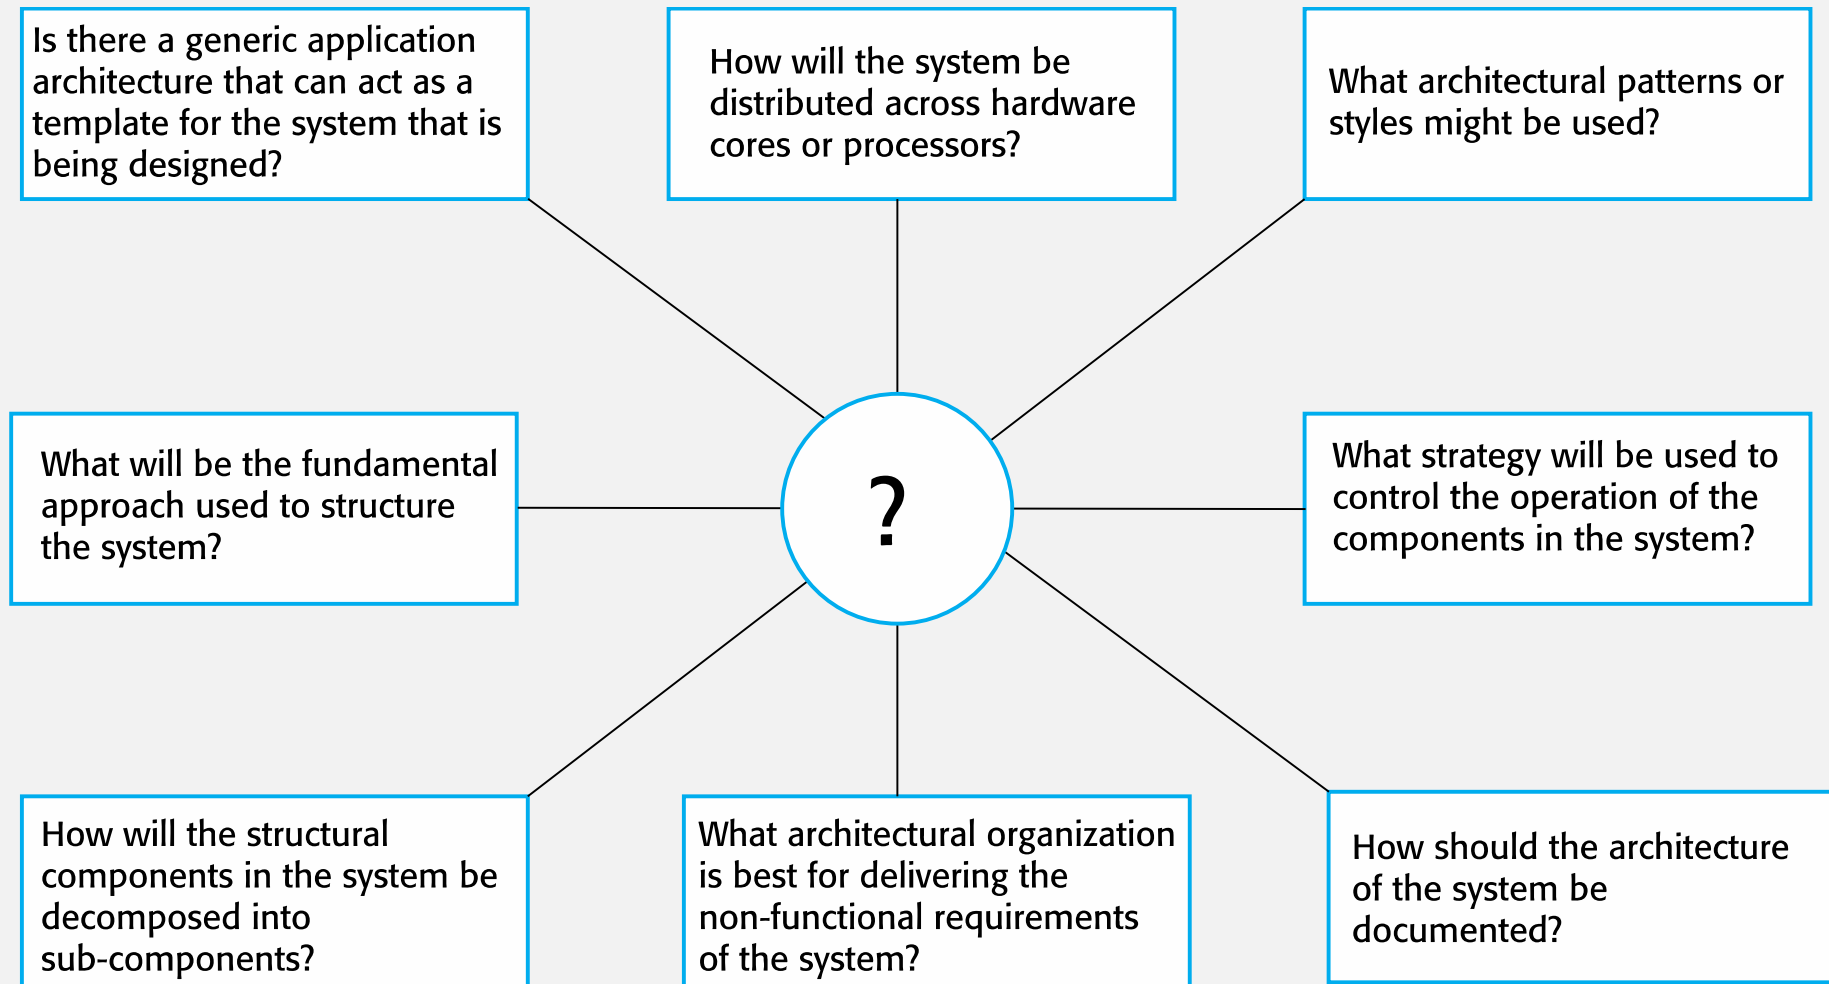 Is there a generic application
architecture that can act as a
template for the system that is
being designed?
How will the system be
distributed across hardware
cores or processors?
What architectural patterns or
styles might be used?
What will be the fundamental
approach used to structure
the system?
?
What strategy will be used to
control the operation of the
components in the system?
How will the structural
components in the system be
decomposed into
sub-components?
What architectural organization
is best for delivering the
non-functional requirements
of the system?
How should the architecture
of the system be
documented?